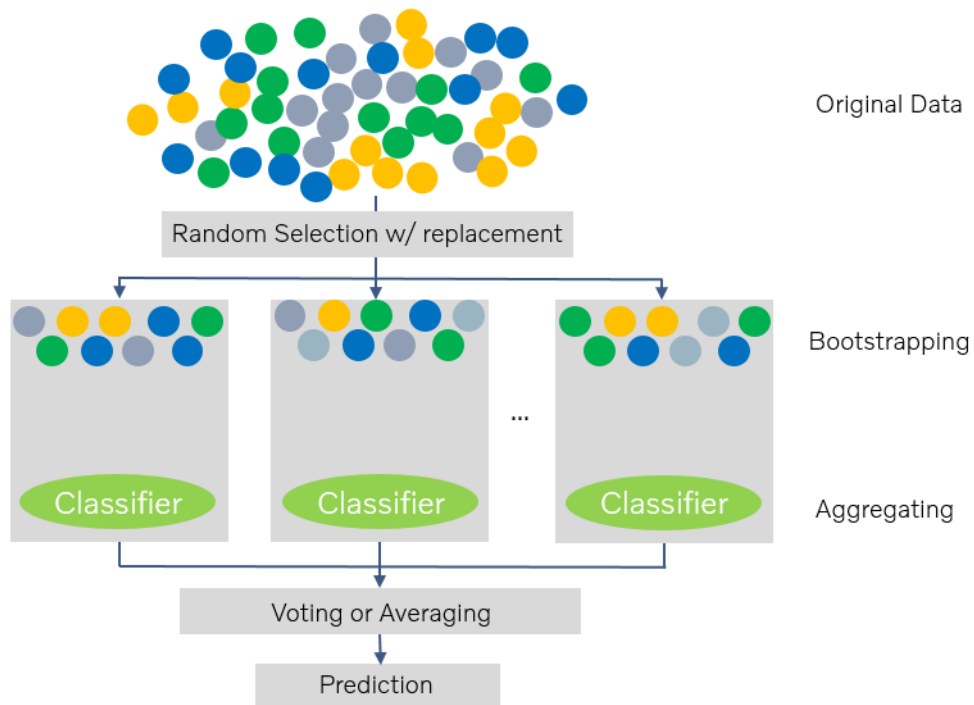 Original Data
Random Selection w/ replacement
Bootstrapping
...
Classifier
Classifier
Classifier
Aggregating
Voting or Averaging
Prediction